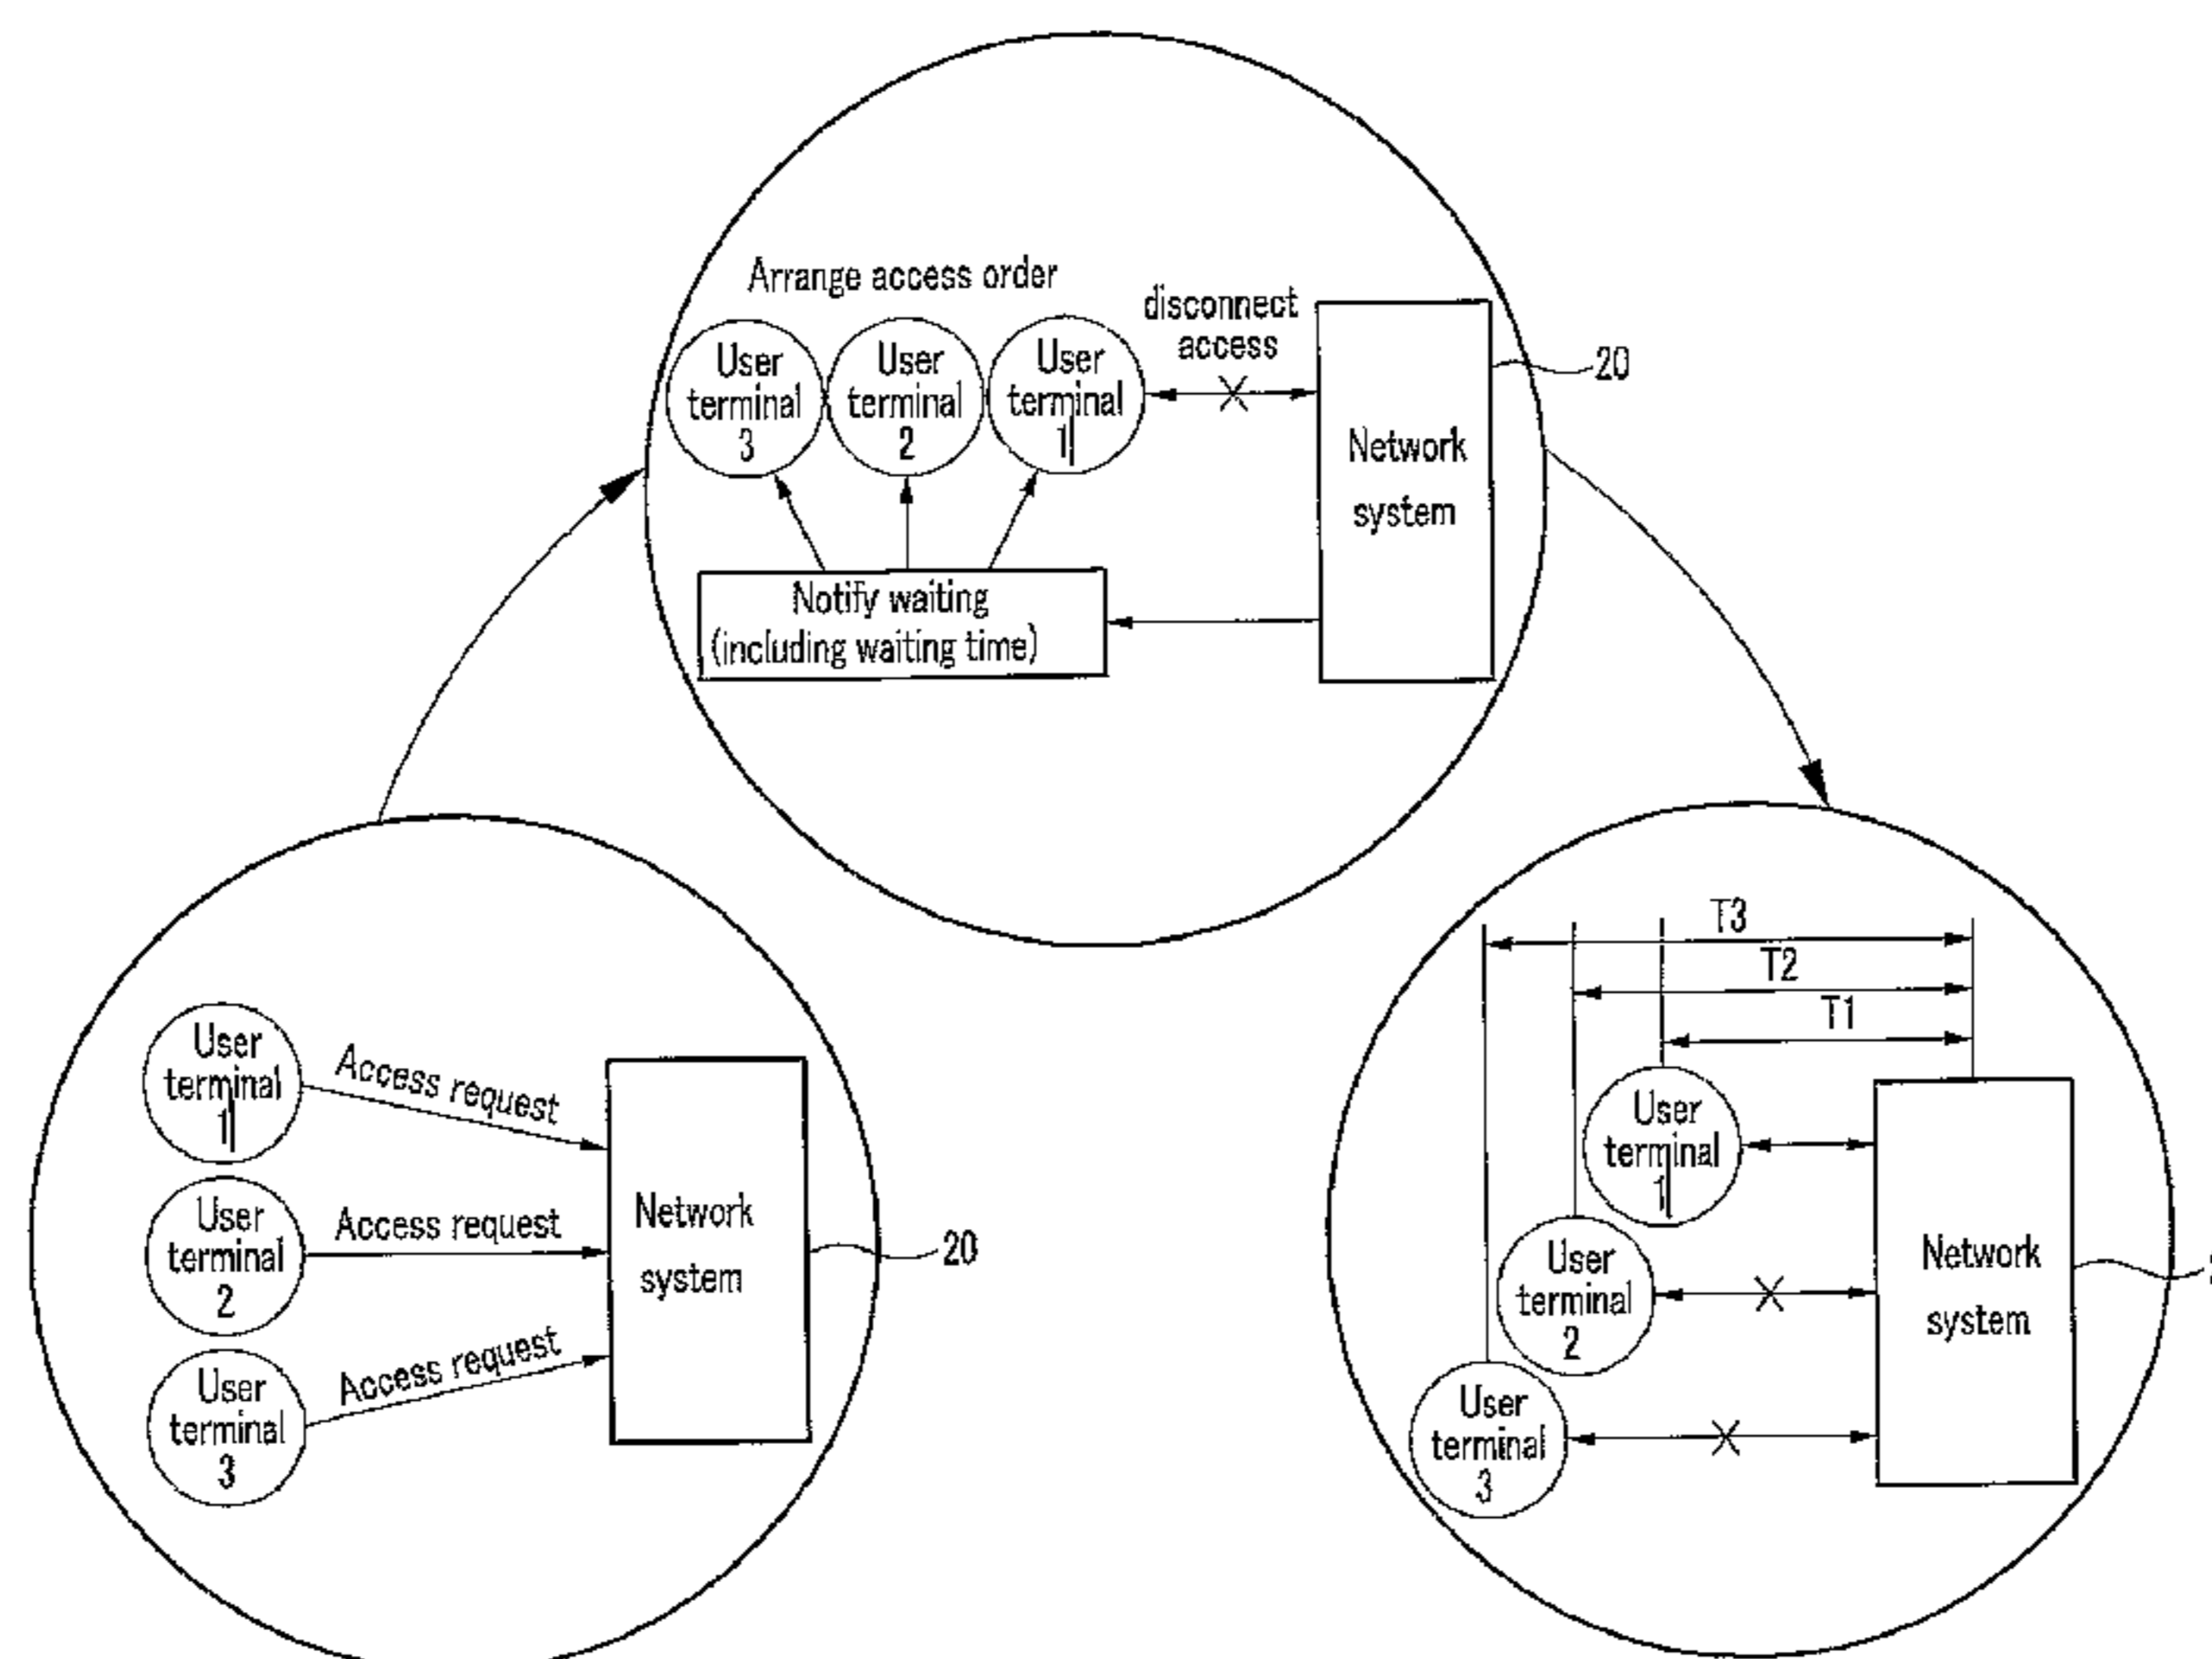 Arrange access order
disconnect
access
User
terminal
3
User
terminal
2
User
terminal
1
20
Network
system
Notify waiting
(including waiting time)
User
terminal
1
Access request
User
terminal
2
Access request
User
terminal
3
Access request
Network
system
20
T3
T2
T1
User
terminal
1
User
terminal
2
User
terminal
3
Network
system